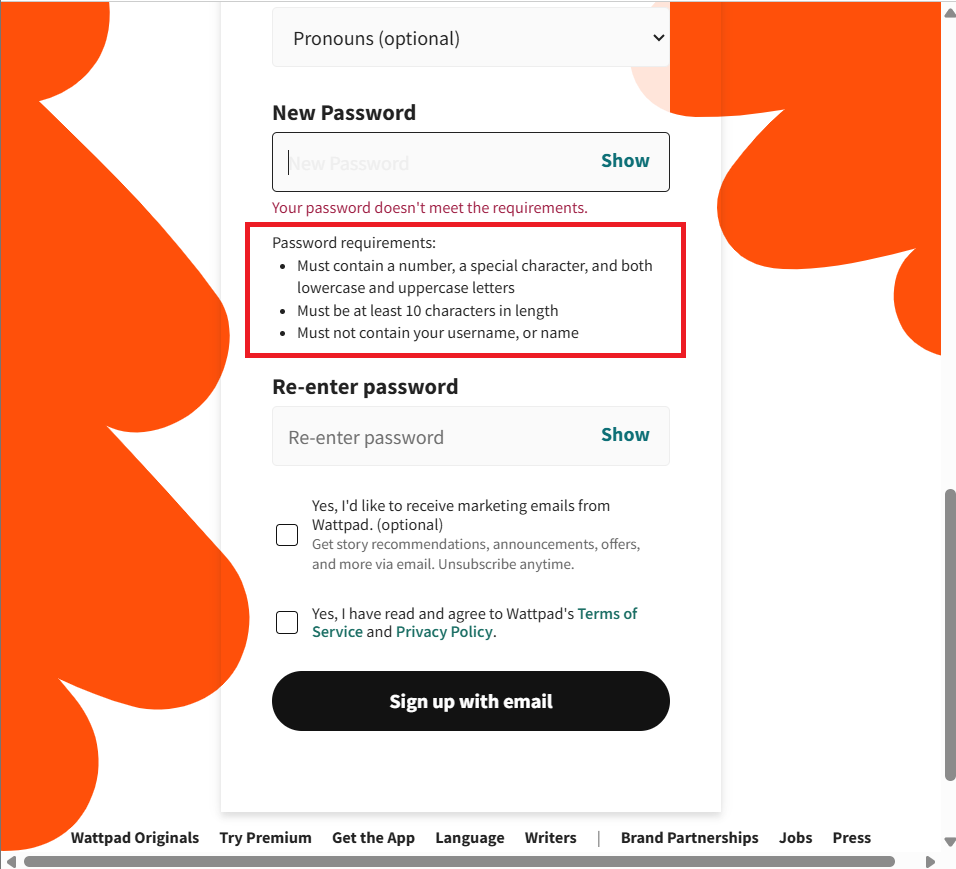 Pronouns (optional)
New Password
New Password
Show
Your password doesn't meet the requirements.
Password requirements:
• Must contain a number, a special character, and both
lowercase and uppercase letters
• Must be at least 10 characters in length
• Must not contain your username, or name
Re-enter password
Re-enter password
Show
Yes, I'd like to receive marketing emails from
Wattpad. (optional)
Get story recommendations, announcements, offers,
and more via email. Unsubscribe anytime.
Yes, I have read and agree to Wattpad's Terms of
Service and Privacy Policy.
Sign up with email
Wattpad Originals Try Premium Get the App Language Writers | Brand Partnerships Jobs Press